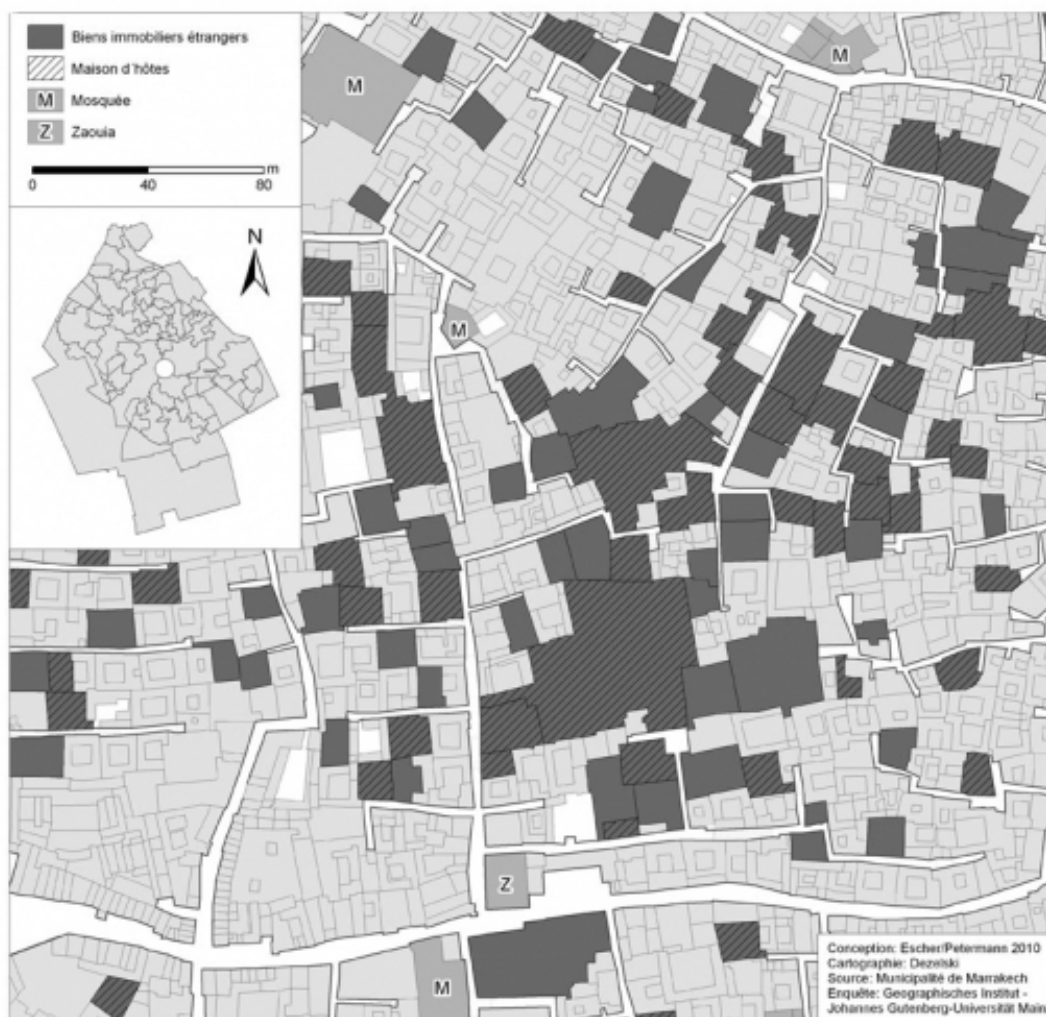 Biens immobiliers étrangers
Maison d'hôtes
M Mosquée
Z Zaouia
m
0 40 80
N
M
M
M
Z
M
Conception: Escher/Petermann 2010
Cartographie: Dezelski
Source: Municipalité de Marrakech
Enquête: Geographisches Institut -
Johannes Gutenberg-Universität Main